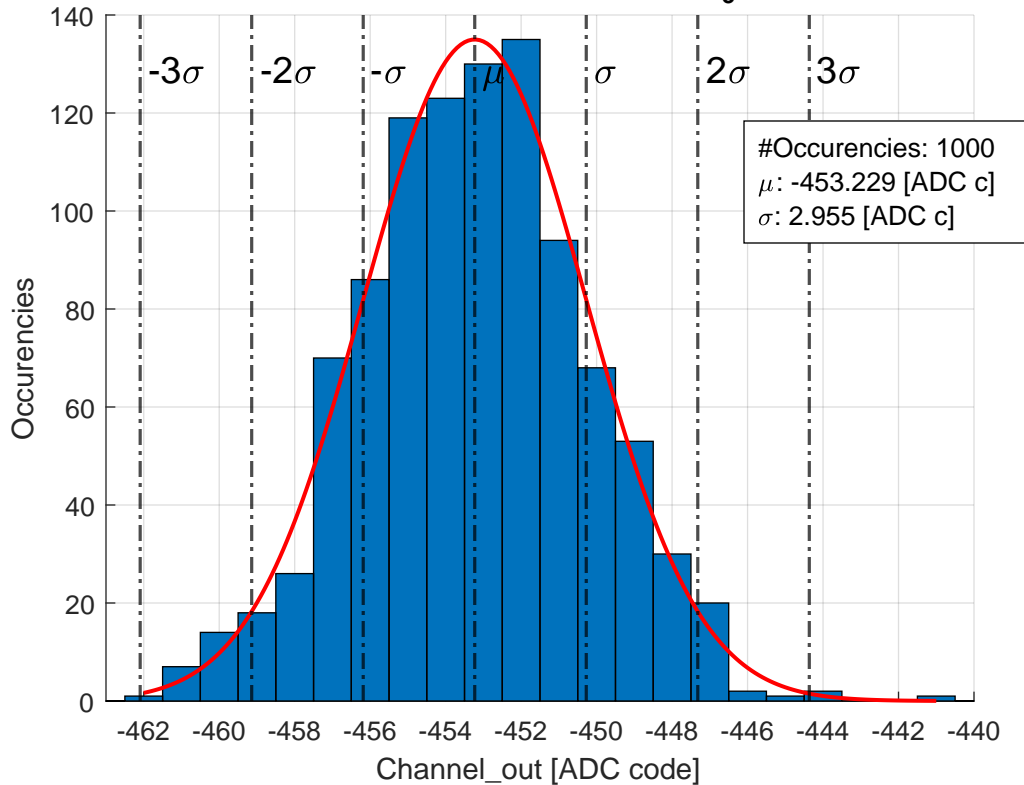 140
120
100
80
60
40
20
0
-3σ
-2σ
-σ
μ
σ
2σ
3σ
#Occurencies: 1000
μ: -453.229 [ADC c]
σ: 2.955 [ADC c]
Occurencies
-462 -460 -458 -456 -454 -452 -450 -448 -446 -444 -442 -440
Channel_out [ADC code]